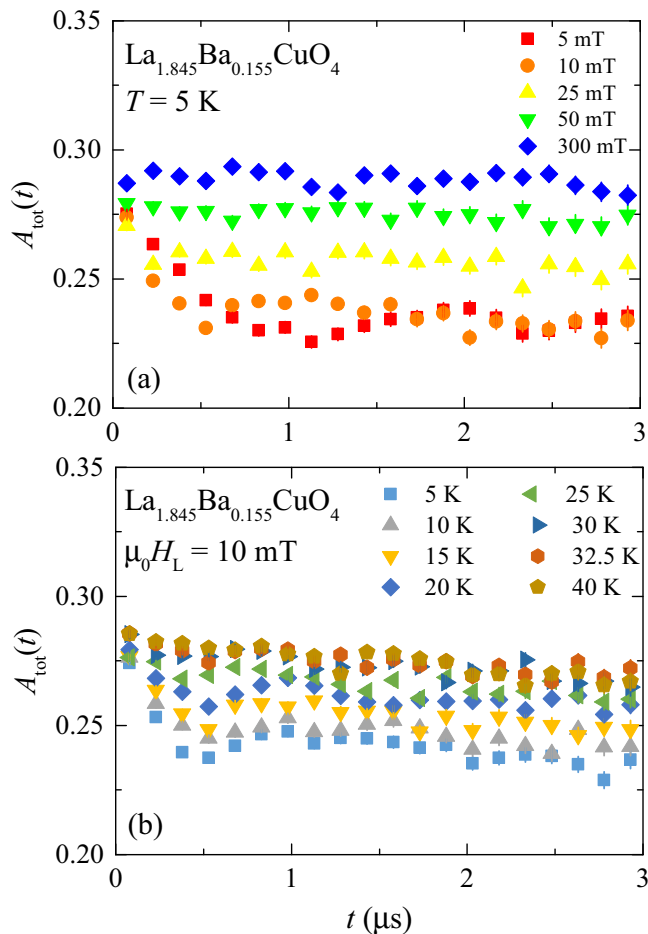 La1.845Ba0.155CuO4
T = 5 K
5 mT
10 mT
25 mT
50 mT
300 mT
0.35
0.30
0.25
0.20
Atot(t)
(a)
0 1 2 3
La1.845Ba0.155CuO4
μ0HL = 10 mT
5 K 25 K
10 K 30 K
15 K 32.5 K
20 K 40 K
0.35
0.30
0.25
0.20
Atot(t)
(b)
0 1 2 3
t (μs)